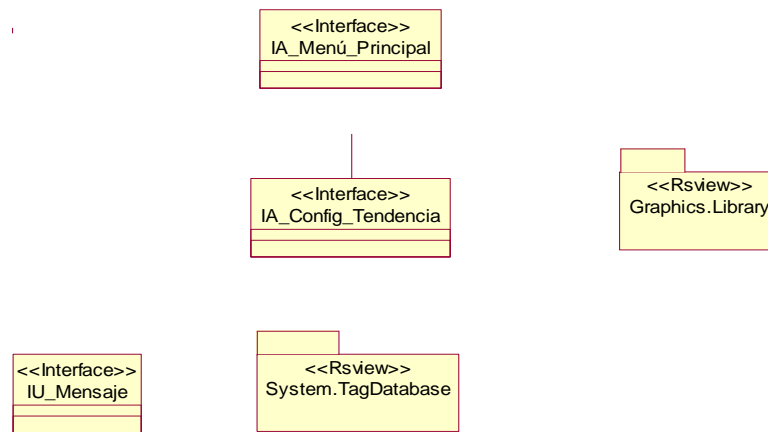 <<Interface>>
IA_Menú_Principal
<<Interface>>
IA_Config_Tendencia
<<Rsview>>
Graphics.Library
<<Interface>>
IU_Mensaje
<<Rsview>>
System.TagDatabase